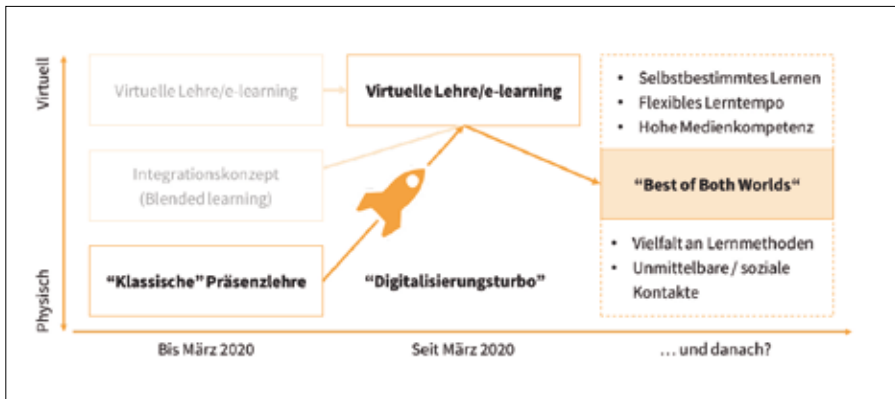 Virtuell
Physisch
Virtuelle Lehre/e-learning
Integrationskonzept
(Blended learning)
“Klassische” Präsenzlehre
Virtuelle Lehre/e-learning
“Digitalisierungsturbo”
• Selbstbestimmtes Lernen
• Flexibles Lerntempo
• Hohe Medienkompetenz
“Best of Both Worlds“
• Vielfalt an Lernmethoden
• Unmittelbare / soziale
Kontakte
Bis März 2020
Seit März 2020
… und danach?